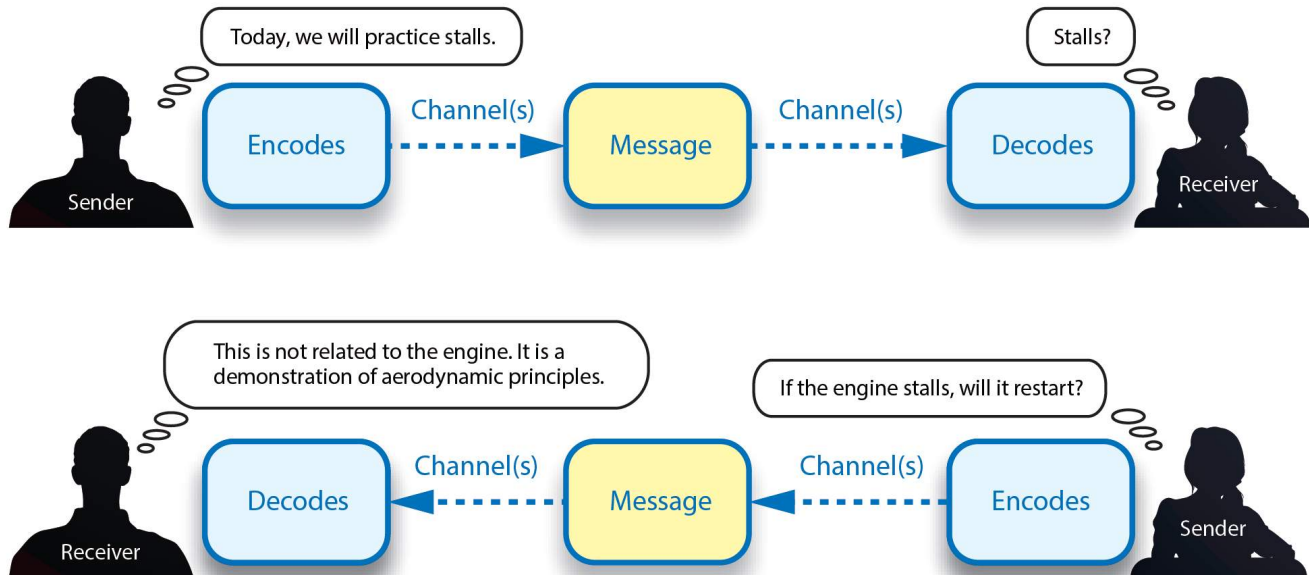 Today, we will practice stalls.
Stalls?
Channel(s)
Channel(s)
Encodes
Message
Decodes
Sender
Receiver
This is not related to the engine. It is a
demonstration of aerodynamic principles.
If the engine stalls, will it restart?
Channel(s)
Channel(s)
Decodes
Message
Encodes
Receiver
Sender